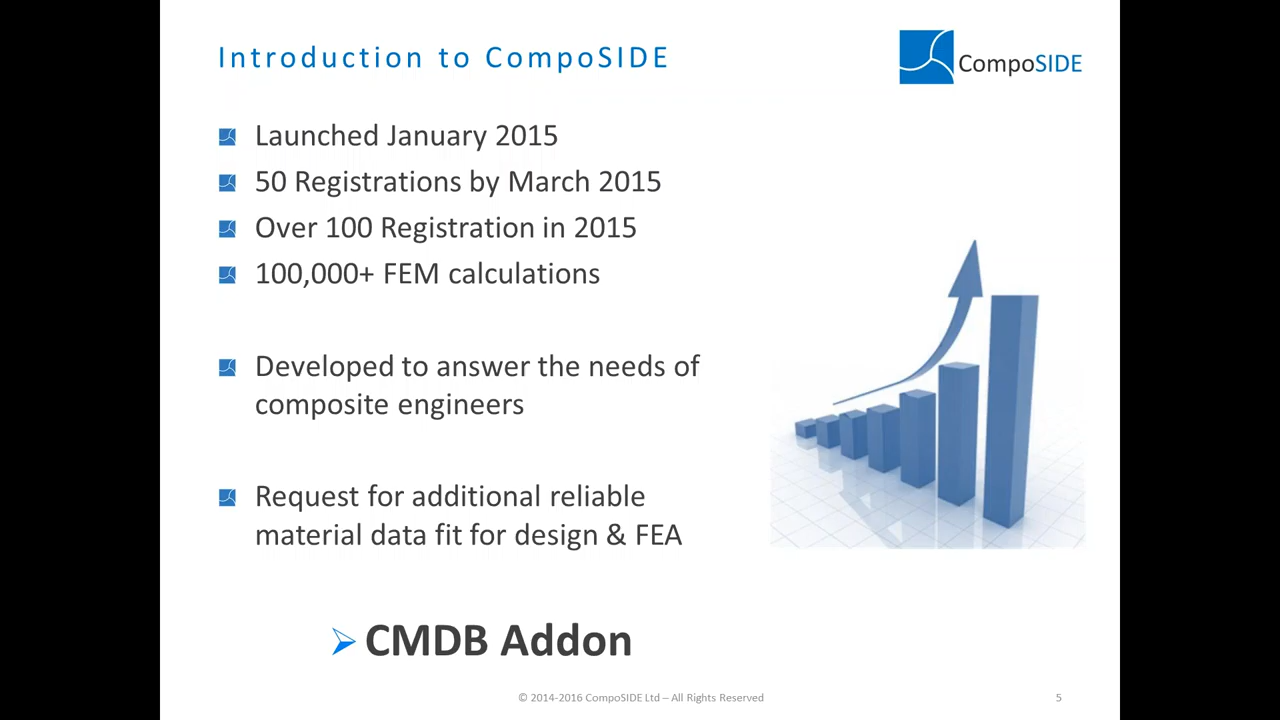 Introduction to CompoSIDE
CompoSIDE
Launched January 2015
50 Registrations by March 2015
Over 100 Registration in 2015
100,000+ FEM calculations
Developed to answer the needs of
composite engineers
Request for additional reliable
material data fit for design & FEA
CMDB Addon
© 2014-2016 CompoSIDE Ltd – All Rights Reserved
5